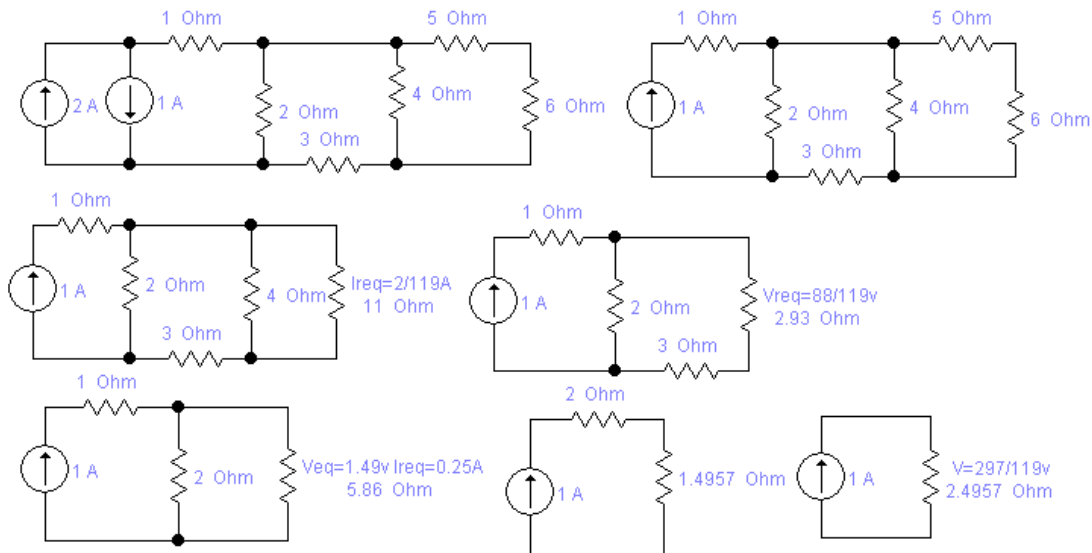 1 Ohm
5 Ohm
2 A
1 A
2 Ohm
4 Ohm
6 Ohm
3 Ohm
1 Ohm
5 Ohm
1 A
2 Ohm
4 Ohm
6 Ohm
3 Ohm
1 Ohm
1 A
2 Ohm
4 Ohm
Ireq=2/119A
11 Ohm
3 Ohm
1 Ohm
1 A
2 Ohm
Vreq=88/119v
2.93 Ohm
3 Ohm
1 Ohm
1 A
2 Ohm
Veq=1.49v Ireq=0.25A
5.86 Ohm
2 Ohm
1 A
1.4957 Ohm
1 A
V=297/119v
2.4957 Ohm